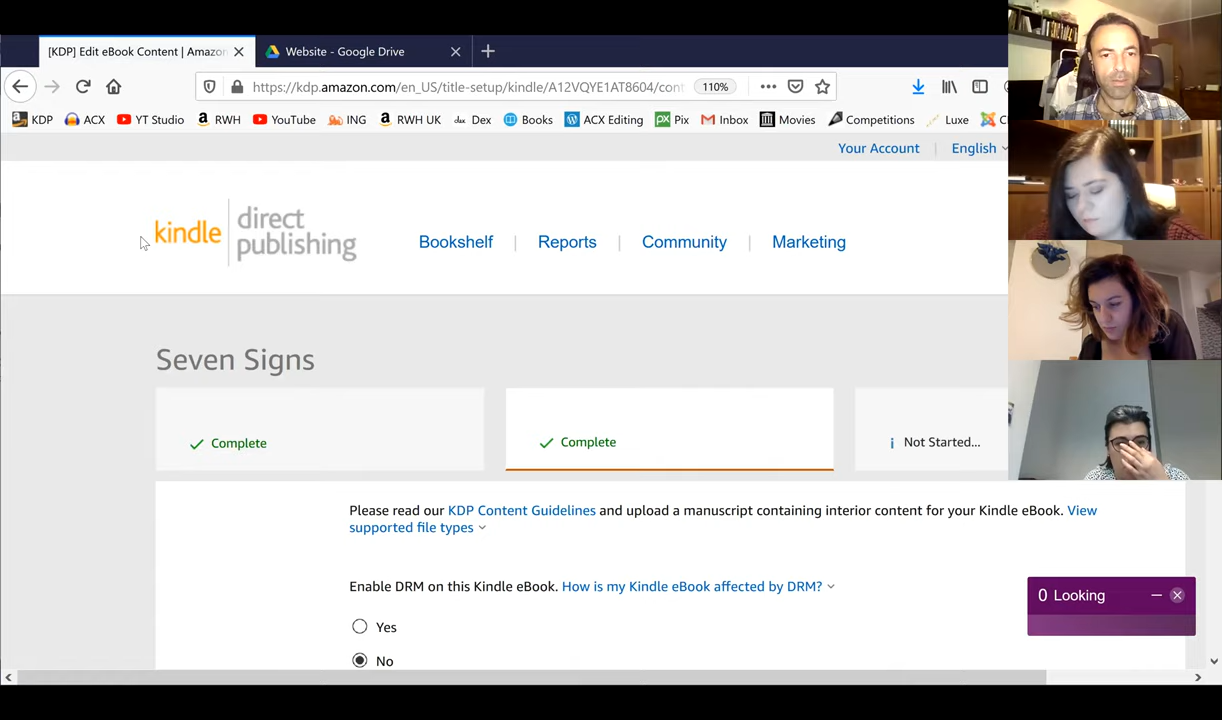 [KDP] Edit eBook Content | Amazon
Website - Google Drive
https://kdp.amazon.com/en_US/title-setup/kindle/A12VQYE1AT8604/cont
110%
KDP
ACX
YT Studio
RWH
YouTube
ING
RWH UK
dex
Dex
Books
ACX Editing
px
Pix
Inbox
Movies
Competitions
Luxe
C
Your Account
English
kindle direct publishing
Bookshelf
Reports
Community
Marketing
Seven Signs
Complete
Complete
Not Started...
Please read our KDP Content Guidelines and upload a manuscript containing interior content for your Kindle eBook. View
supported file types
Enable DRM on this Kindle eBook. How is my Kindle eBook affected by DRM?
0 Looking
Yes
No